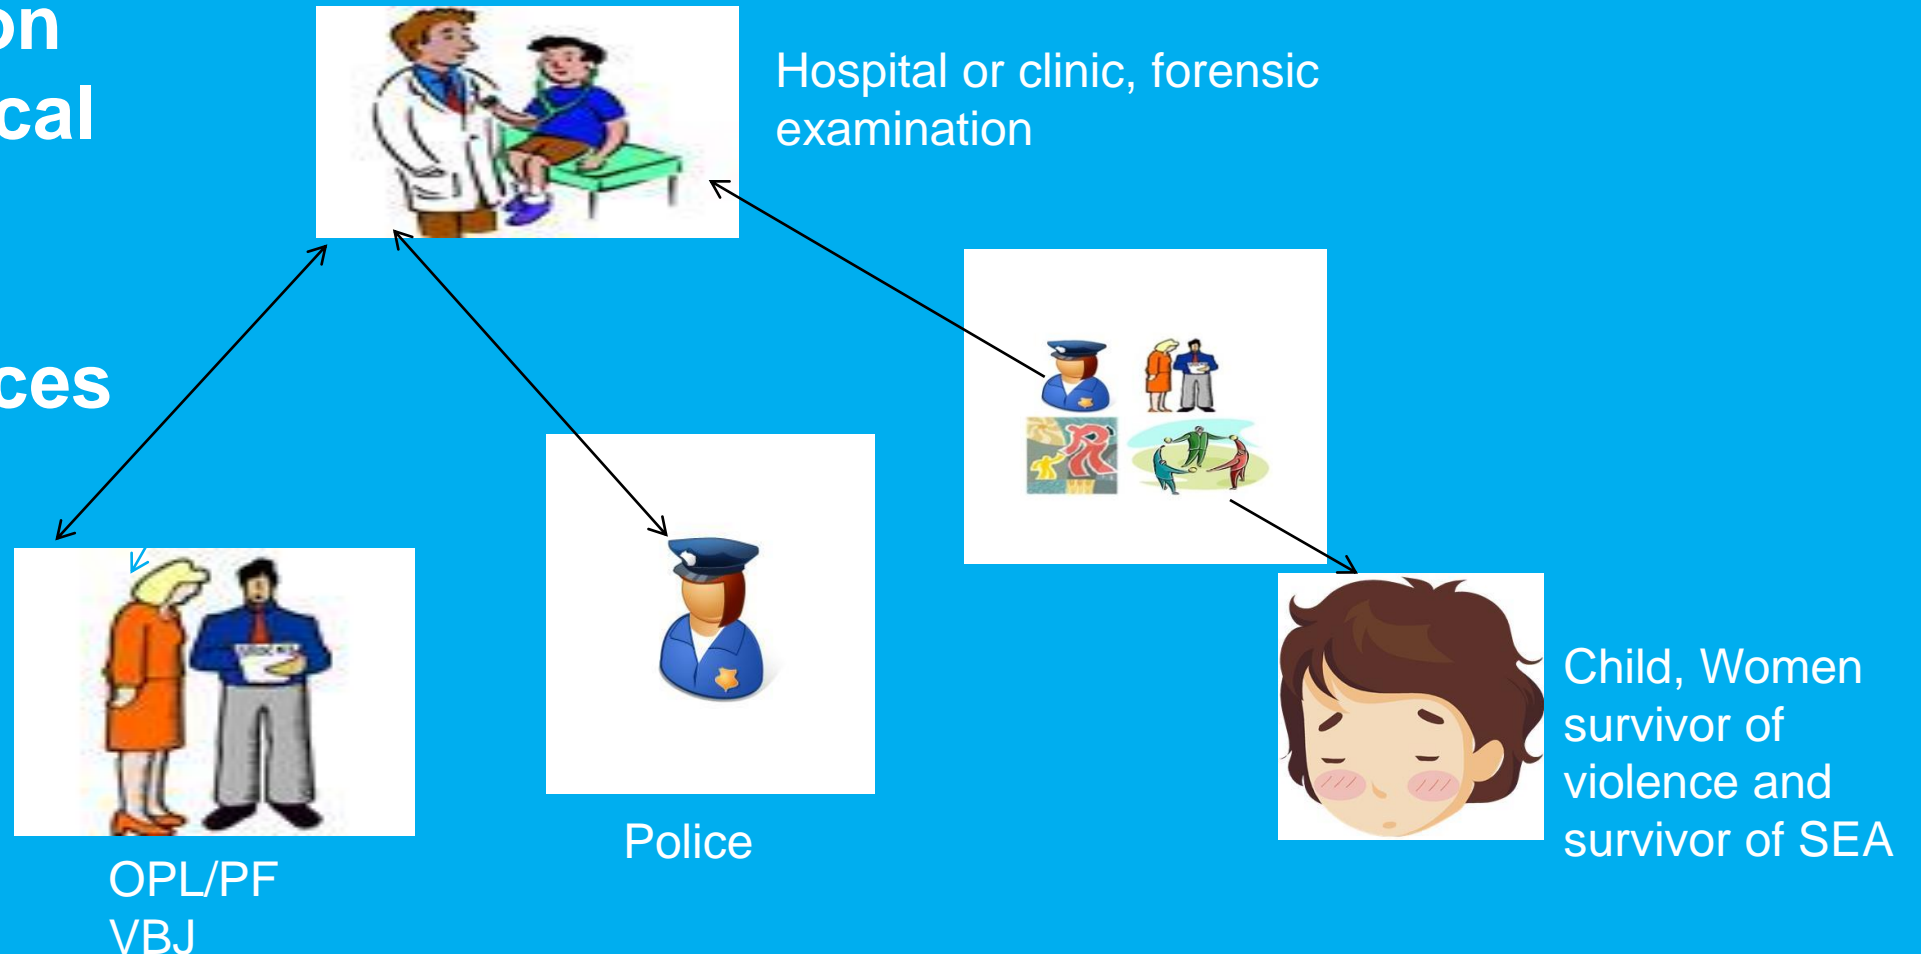 on
cal
ces
Hospital or clinic, forensic
examination
Police
OPL/PF
VBJ
Child, Women
survivor of
violence and
survivor of SEA